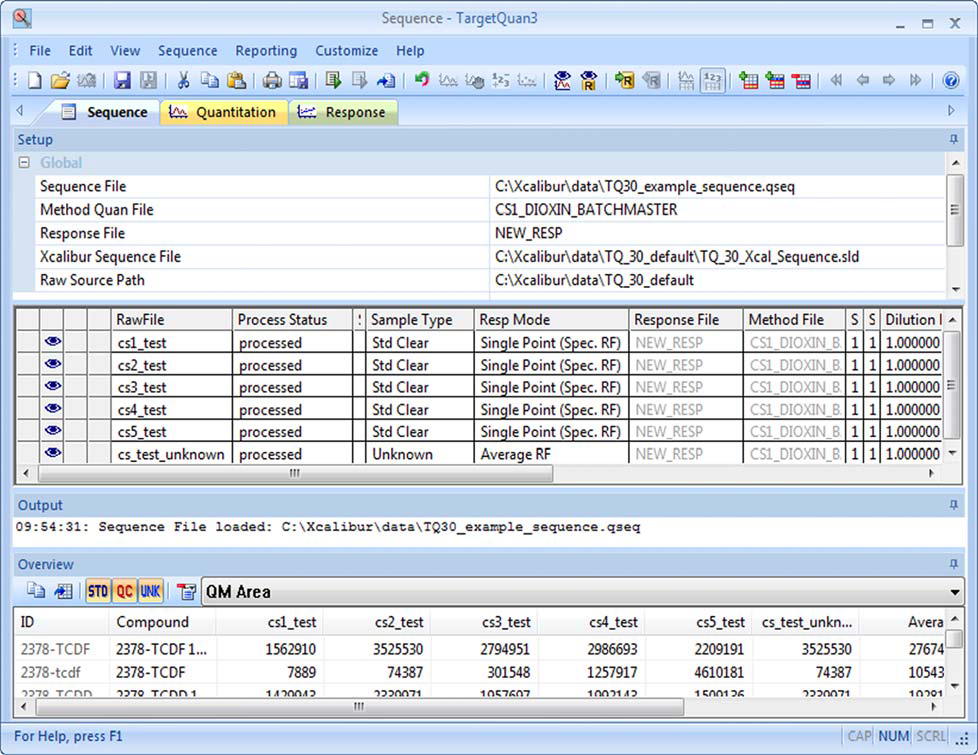 Sequence - TargetQuan3
File Edit View Sequence Reporting Customize Help
Sequence Quantitation Response
Setup
Global
Sequence File C:\Xcalibur\data\TQ30_example_sequence.qseq
Method Quan File CS1_DIOXIN_BATCHMASTER
Response File NEW_RESP
Xcalibur Sequence File C:\Xcalibur\data\TQ_30_default\TQ_30_Xcal_Sequence.sld
Raw Source Path C:\Xcalibur\data\TQ_30_default
RawFile Process Status Sample Type Resp Mode Response File Method File S S Dilution
cs1_test processed Std Clear Single Point (Spec. RF) NEW_RESP CS1_DIOXIN_B. 1 1 1.000000
cs2_test processed Std Clear Single Point (Spec. RF) NEW_RESP CS1_DIOXIN_B. 1 1 1.000000
cs3_test processed Std Clear Single Point (Spec. RF) NEW_RESP CS1_DIOXIN_B. 1 1 1.000000
cs4_test processed Std Clear Single Point (Spec. RF) NEW_RESP CS1_DIOXIN_B. 1 1 1.000000
cs5_test processed Std Clear Single Point (Spec. RF) NEW_RESP CS1_DIOXIN_B. 1 1 1.000000
cs_test_unknown processed Unknown Average RF NEW_RESP CS1_DIOXIN_B. 1 1 1.000000
Output
09:54:31: Sequence File loaded: C:\Xcalibur\data\TQ30_example_sequence.qseq
Overview
STD QC UNK QM Area
ID Compound cs1_test cs2_test cs3_test cs4_test cs5_test cs_test_unkn... Avera
2378-TCDF 2378-TCDF 1... 1562910 3525530 2794951 2986693 2209191 3525530 27674
2378-tcdf 2378-TCDF 7889 74387 301548 1257917 4610181 74387 10543
For Help, press F1 CAP NUM SCRL